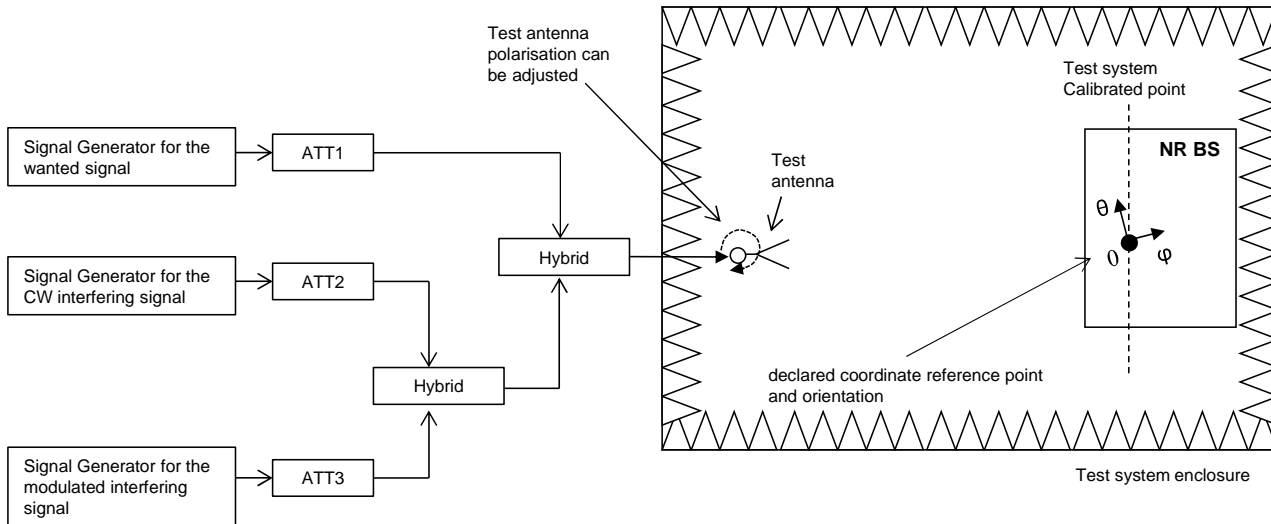 Test antenna
polarisation can
be adjusted
Test system
Calibrated point
Signal Generator for the
wanted signal
ATT1
NR BS
Test
antenna
θ
φ
0
Hybrid
Signal Generator for the
CW interfering signal
ATT2
Hybrid
declared coordinate reference point
and orientation
Signal Generator for the
modulated interfering
signal
ATT3
Test system enclosure